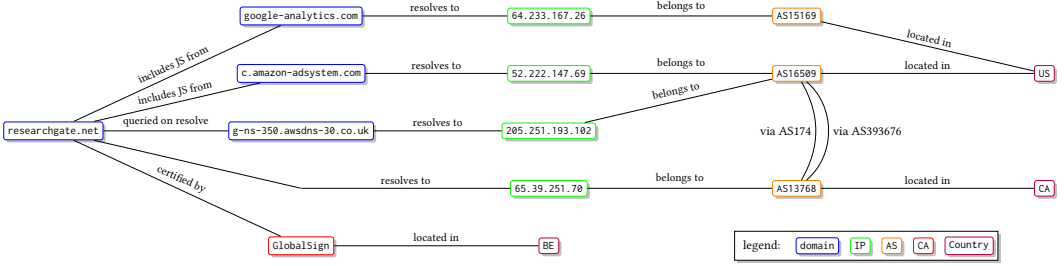 google-analytics.com resolves to 64.233.167.26 belongs to AS15169
located in
includes JS from
c.amazon-adsystem.com resolves to 52.222.147.69 belongs to AS16509 located in US
includes JS from
belongs to
researchgate.net queried on resolve g-ns-350.awsdns-30.co.uk resolves to 205.251.193.102
via AS174 via AS393676
resolves to 65.39.251.70 belongs to AS13768 located in CA
certified by
GlobalSign located in BE
legend: domain IP AS CA Country